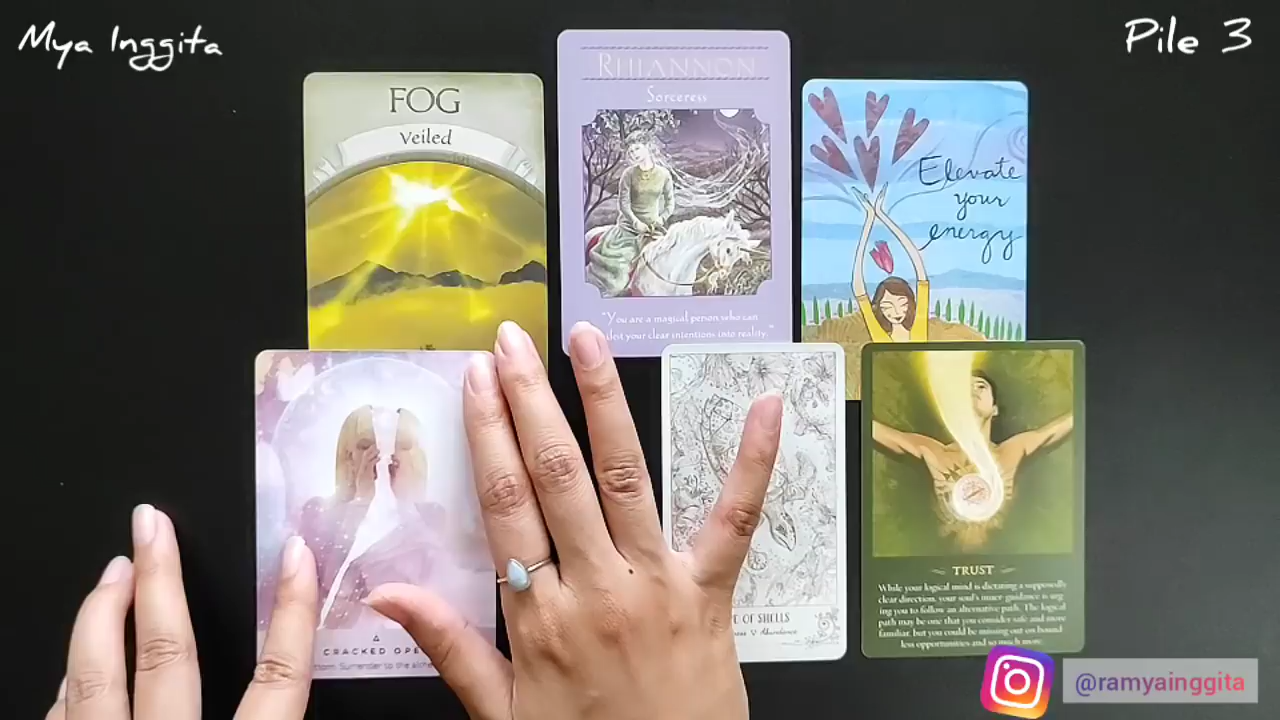 Mya Inggita
Pile 3
FOG
Veiled
RHIANNON
Sorceress
"You are a magical person who can
your clear intentions into reality."
Elevate
your
energy
CRACKED
Surrender to the
OF SHELLS
Abundance
TRUST
While your logical mind is dictating a supposedly
clear direction, your soul's inner guidance is urg-
ing you to follow an alternative path. The logical
path may be one that you consider safe and more
familiar, but you could be missing out on bound-
less opportunities and so much more.
@ramyainggita